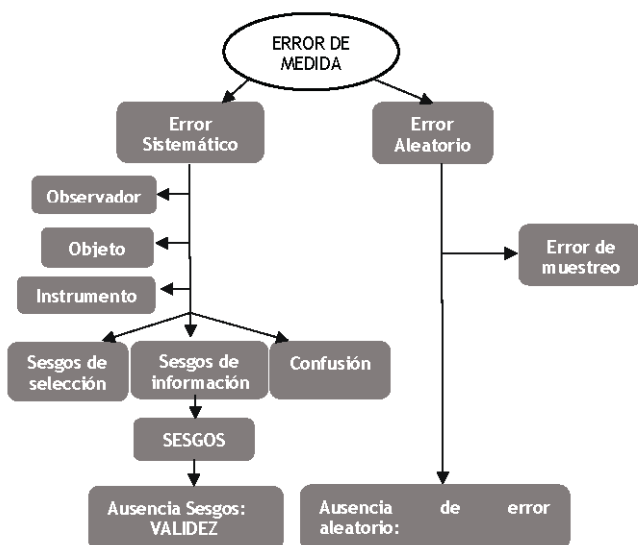 ERROR DE
MEDIDA
Error
Sistemático
Error
Aleatorio
Observador
Objeto
Instrumento
Error de
muestreo
Sesgos de
selección
Sesgos de
información
Confusión
SESGOS
Ausencia Sesgos:
VALIDEZ
Ausencia de error
aleatorio: